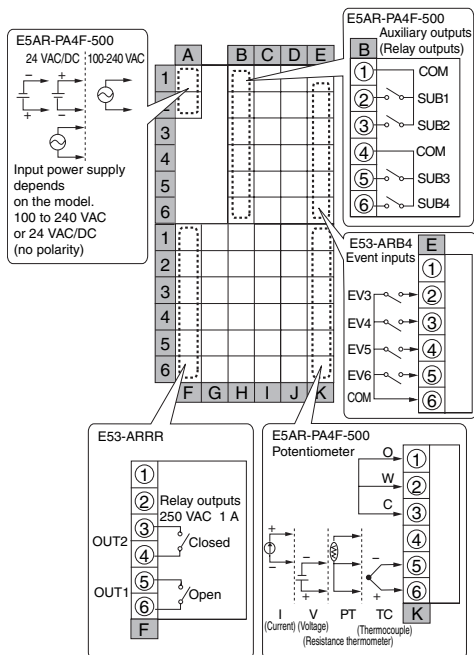 E5AR-PA4F-500
24 VAC/DC
100-240 VAC
Input power supply
depends
on the model.
100 to 240 VAC
or 24 VAC/DC
(no polarity)
A B C D E
1
2
3
4
5
6
1
2
3
4
5
6
F G H I J K
E5AR-PA4F-500
Auxiliary outputs
(Relay outputs)
B
1 COM
2 SUB1
3 SUB2
4 COM
5 SUB3
6 SUB4
E53-ARB4
Event inputs
E
1
EV3 2
EV4 3
EV5 4
EV6 5
COM 6
E53-ARRR
1
2
Relay outputs
250 VAC 1 A
3
OUT2
Closed
4
5
OUT1
Open
6
F
E5AR-PA4F-500
Potentiometer
O 1
W 2
C 3
4
5
6
+ - - + - +
I V PT TC
K
(Current) (Voltage)
(Thermocouple)
(Resistance thermometer)